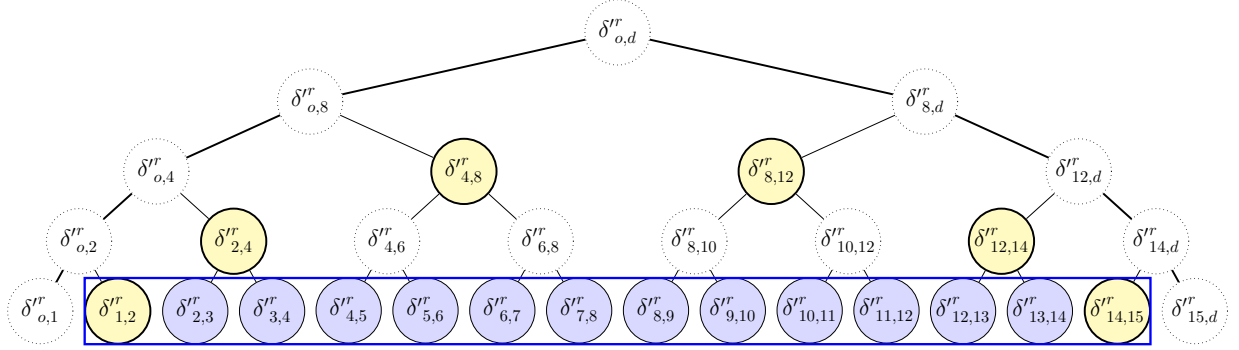 δ′ʳ_{o,d}
δ′ʳ_{o,8} δ′ʳ_{8,d}
δ′ʳ_{o,4} δ′ʳ_{4,8} δ′ʳ_{8,12} δ′ʳ_{12,d}
δ′ʳ_{o,2} δ′ʳ_{2,4} δ′ʳ_{4,6} δ′ʳ_{6,8} δ′ʳ_{8,10} δ′ʳ_{10,12} δ′ʳ_{12,14} δ′ʳ_{14,d}
δ′ʳ_{o,1} δ′ʳ_{1,2} δ′ʳ_{2,3} δ′ʳ_{3,4} δ′ʳ_{4,5} δ′ʳ_{5,6} δ′ʳ_{6,7} δ′ʳ_{7,8} δ′ʳ_{8,9} δ′ʳ_{9,10} δ′ʳ_{10,11} δ′ʳ_{11,12} δ′ʳ_{12,13} δ′ʳ_{13,14} δ′ʳ_{14,15} δ′ʳ_{15,d}